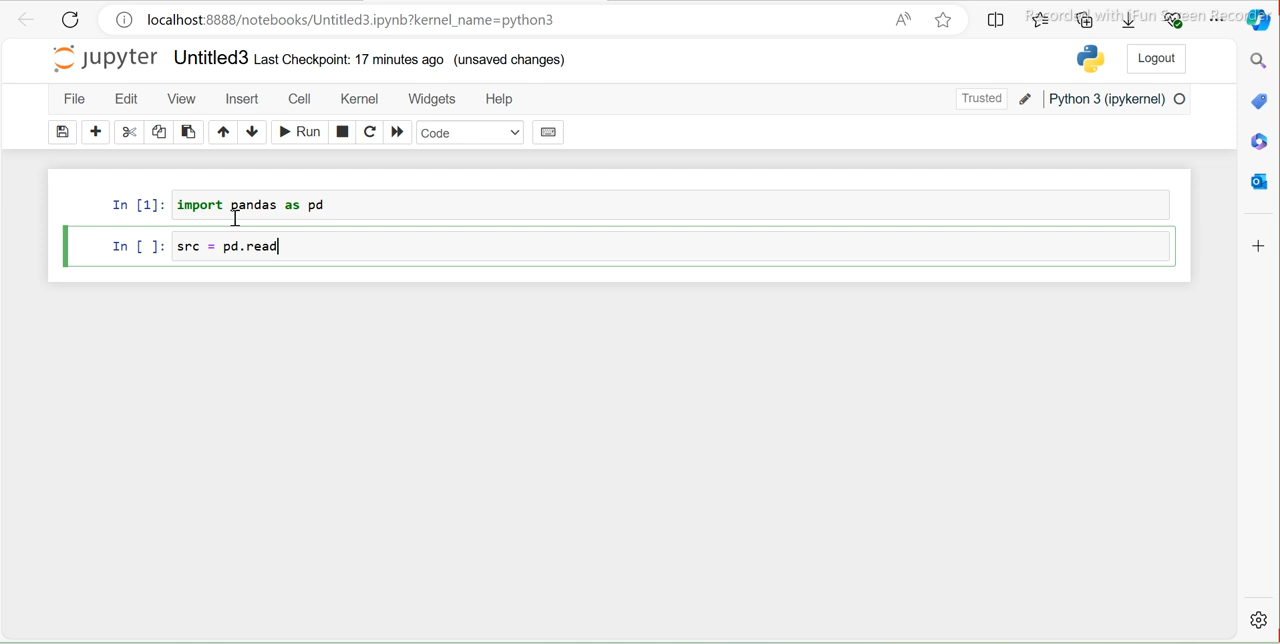 localhost:8888/notebooks/Untitled3.ipynb?kernel_name=python3
Recorded with iFun Screen Recorder
jupyter Untitled3 Last Checkpoint: 17 minutes ago (unsaved changes)
Logout
File Edit View Insert Cell Kernel Widgets Help
Trusted Python 3 (ipykernel)
Run Code
In [1]: import pandas as pd
In [ ]: src = pd.read